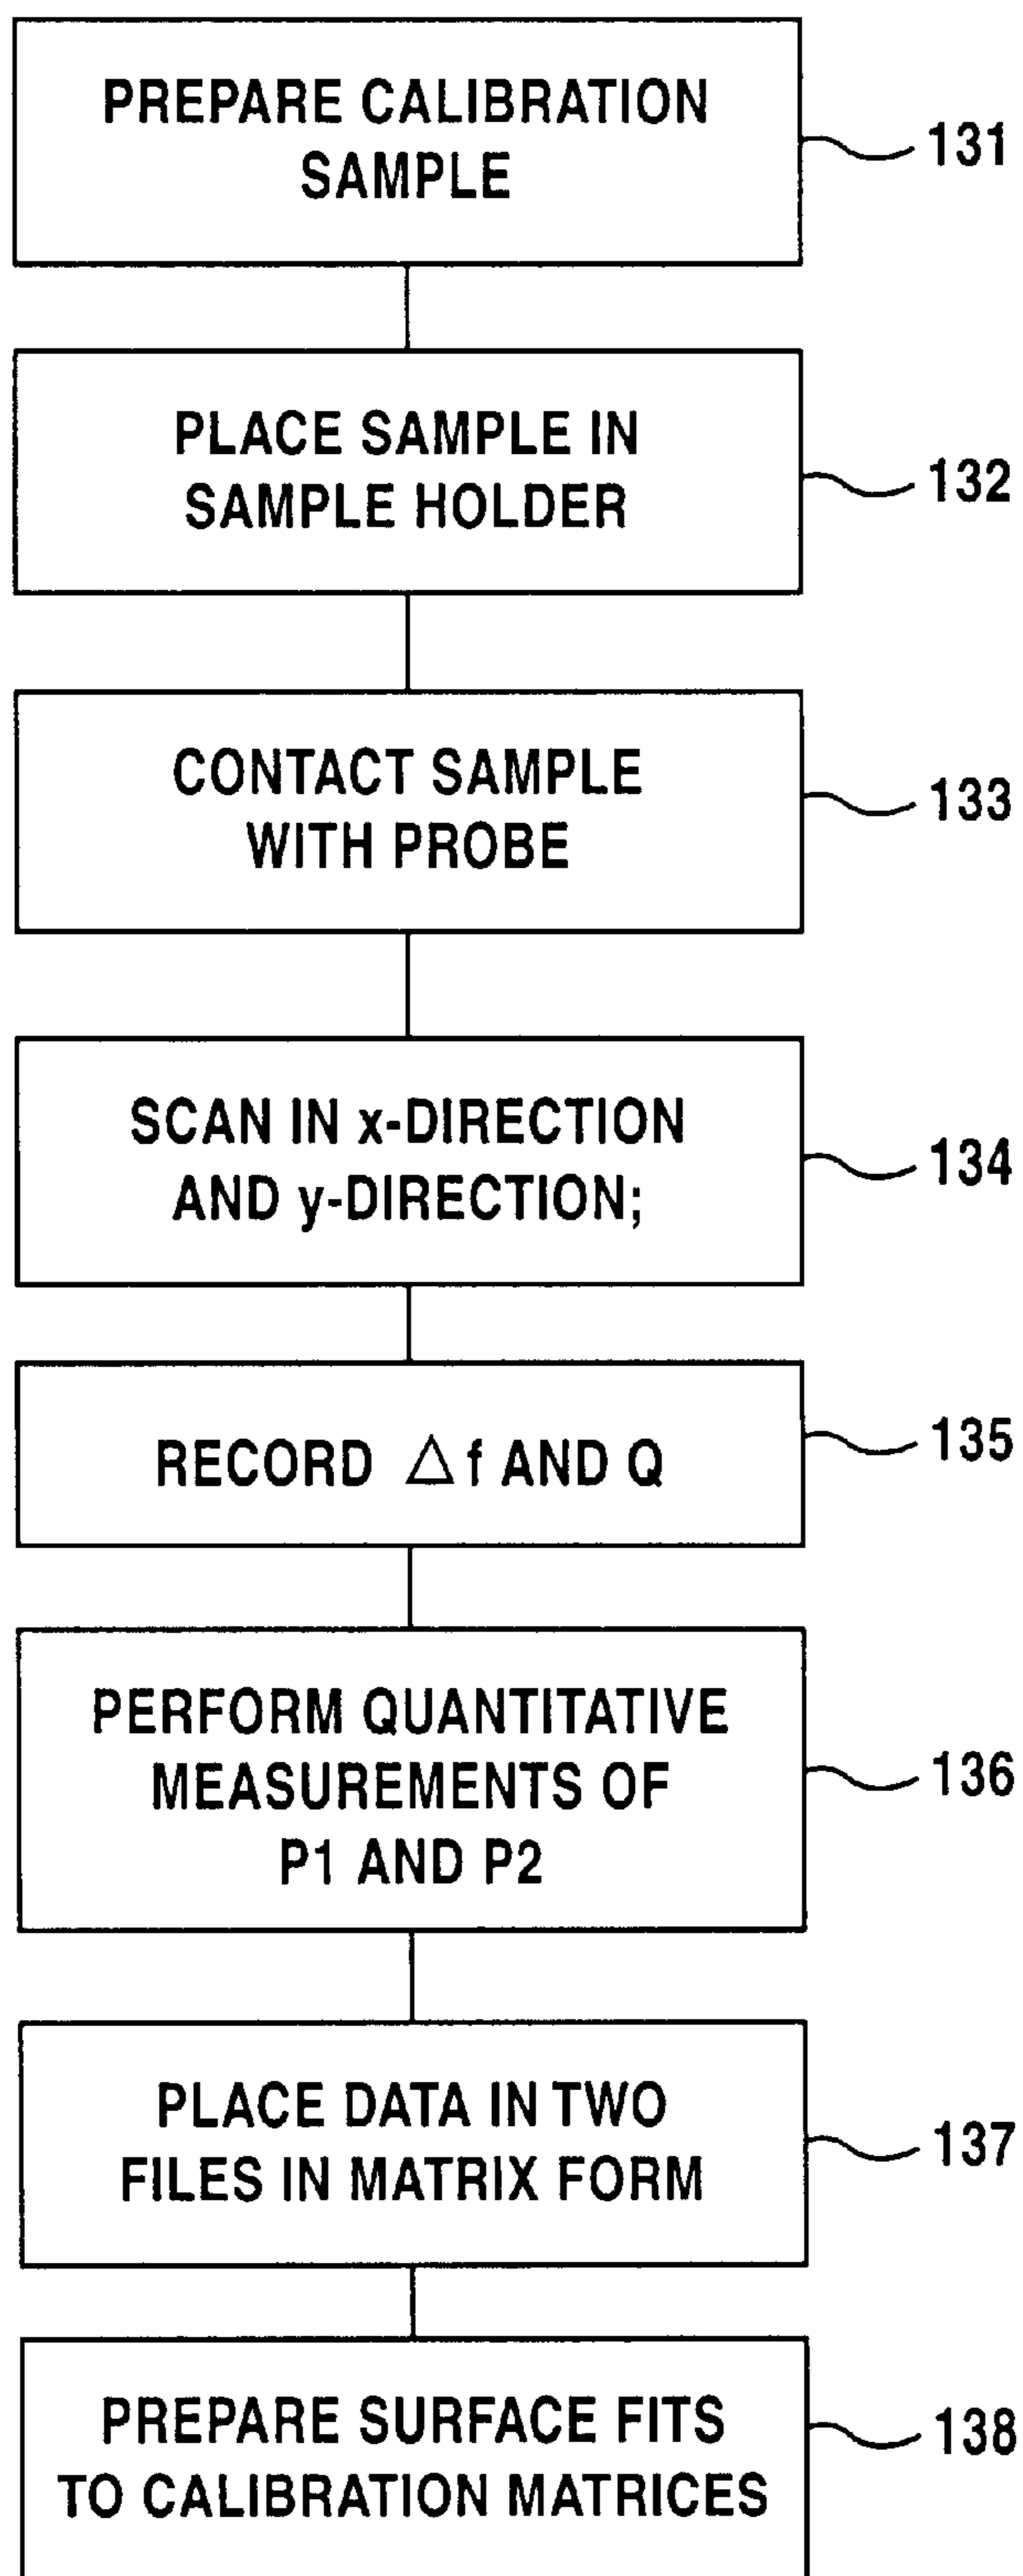 PREPARE CALIBRATION
SAMPLE
131
PLACE SAMPLE IN
SAMPLE HOLDER
132
CONTACT SAMPLE
WITH PROBE
133
SCAN IN x-DIRECTION
AND y-DIRECTION;
134
RECORD Δf AND Q
135
PERFORM QUANTITATIVE
MEASUREMENTS OF
P1 AND P2
136
PLACE DATA IN TWO
FILES IN MATRIX FORM
137
PREPARE SURFACE FITS
TO CALIBRATION MATRICES
138